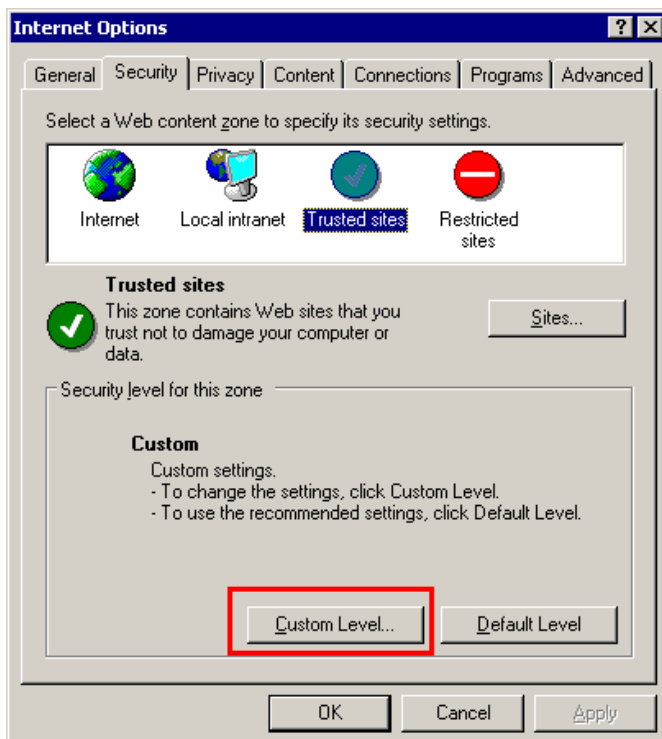 Internet Options
General Security Privacy Content Connections Programs Advanced
Select a Web content zone to specify its security settings.
Internet Local intranet Trusted sites Restricted
sites
Trusted sites
This zone contains Web sites that you
trust not to damage your computer or
data.
Sites...
Security level for this zone
Custom
Custom settings.
- To change the settings, click Custom Level.
- To use the recommended settings, click Default Level.
Custom Level... Default Level
OK Cancel Apply